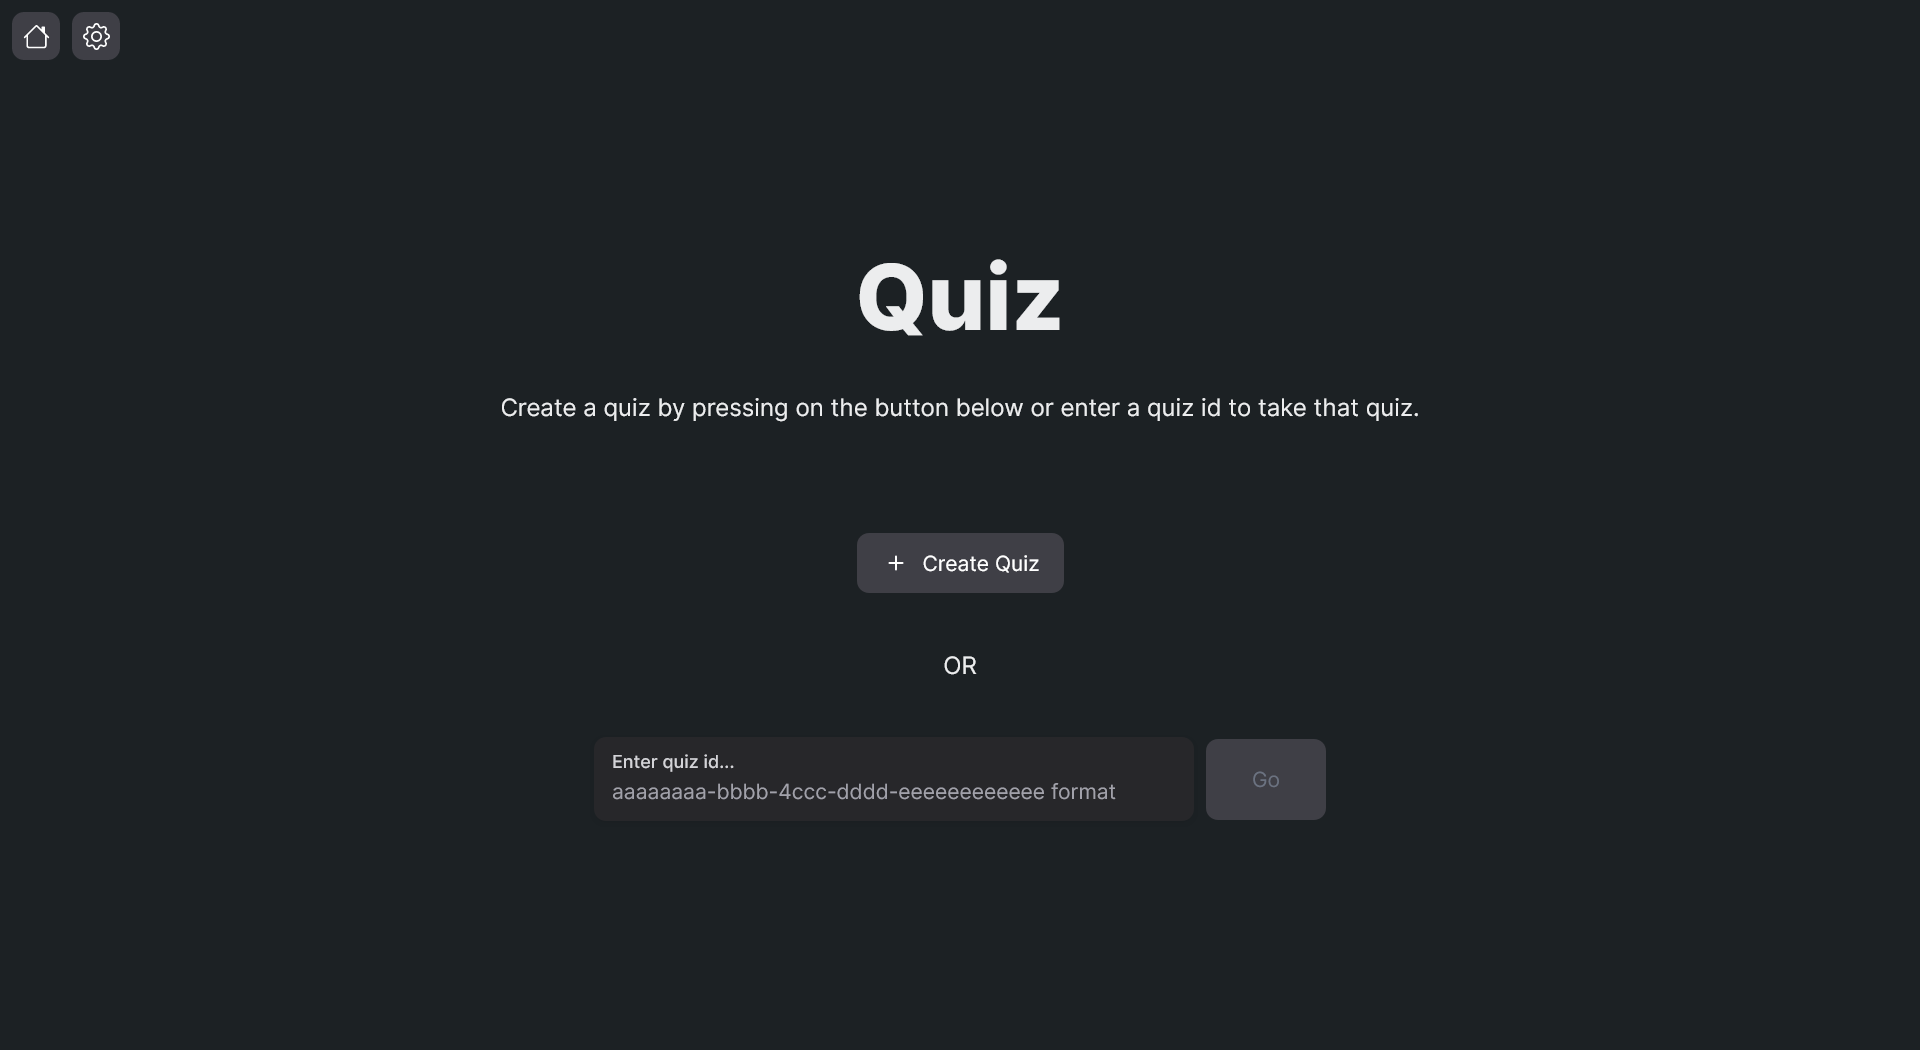 Quiz
Create a quiz by pressing on the button below or enter a quiz id to take that quiz.
+ Create Quiz
OR
Enter quiz id...
aaaaaaaa-bbbb-4ccc-dddd-eeeeeeeeeeee format
Go